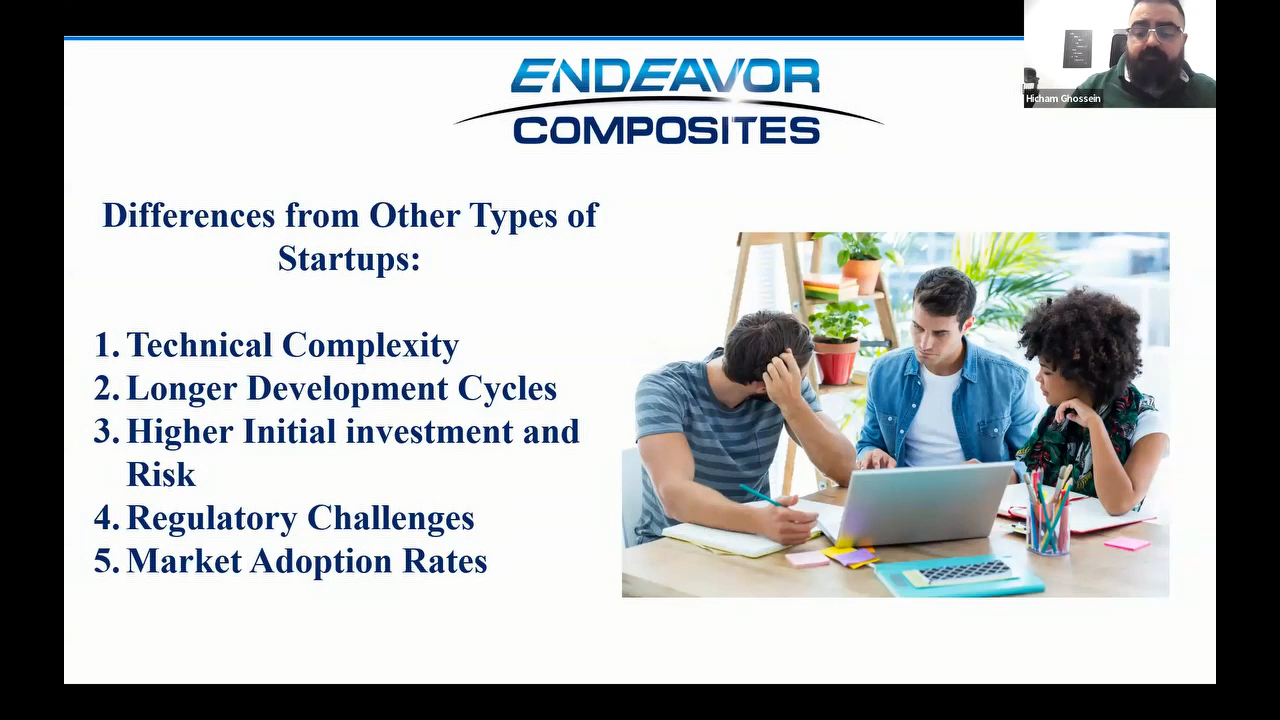 ENDEAVOR
COMPOSITES
Hicham Ghossein
Differences from Other Types of
Startups:
1. Technical Complexity
2. Longer Development Cycles
3. Higher Initial investment and
Risk
4. Regulatory Challenges
5. Market Adoption Rates